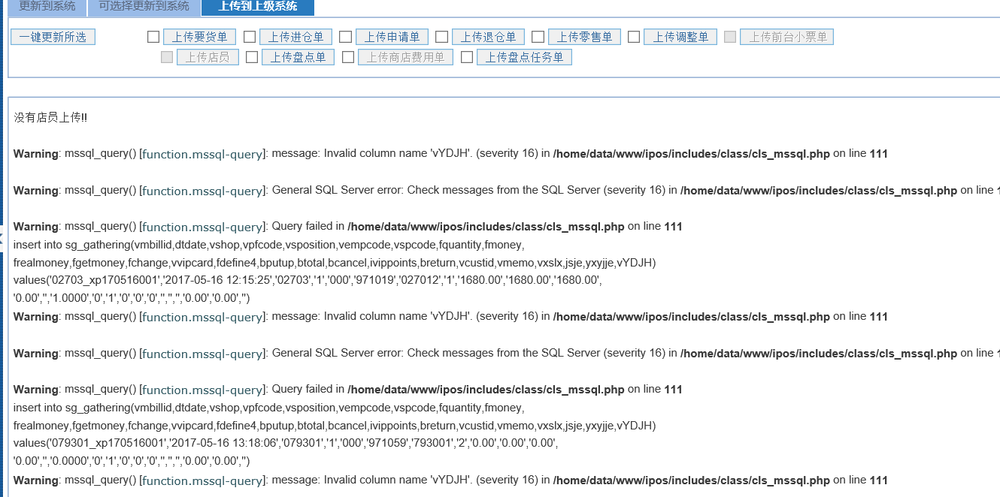 更新到系统 可选择更新到系统 上传到上级系统
一键更新所选 上传要货单 上传进仓单 上传申请单 上传退仓单 上传零售单 上传调整单 上传前台小票单
上传店员 上传盘点单 上传商店费用单 上传盘点任务单
没有店员上传!!
Warning: mssql_query() [function.mssql-query]: message: Invalid column name 'vYDJH'. (severity 16) in /home/data/www/ipos/includes/class/cls_mssql.php on line 111
Warning: mssql_query() [function.mssql-query]: General SQL Server error: Check messages from the SQL Server (severity 16) in /home/data/www/ipos/includes/class/cls_mssql.php on line
Warning: mssql_query() [function.mssql-query]: Query failed in /home/data/www/ipos/includes/class/cls_mssql.php on line 111
insert into sg_gathering(vmbillid,dtdate,vshop,vpfcode,vsposition,vempcode,vspcode,fquantity,fmoney,
frealmoney,fgetmoney,fchange,vvipcard,fdefine4,bputup,btotal,bcancel,ivippoints,breturn,vcustid,vmemo,vxslx,jsje,yxyjje,vYDJH)
values('02703_xp170516001','2017-05-16 12:15:25','02703','1','000','971019','027012','1','1680.00','1680.00','1680.00',
'0.00','','1.0000','0','1','0','0','0','','','','0.00','0.00','')
Warning: mssql_query() [function.mssql-query]: message: Invalid column name 'vYDJH'. (severity 16) in /home/data/www/ipos/includes/class/cls_mssql.php on line 111
Warning: mssql_query() [function.mssql-query]: General SQL Server error: Check messages from the SQL Server (severity 16) in /home/data/www/ipos/includes/class/cls_mssql.php on line
Warning: mssql_query() [function.mssql-query]: Query failed in /home/data/www/ipos/includes/class/cls_mssql.php on line 111
insert into sg_gathering(vmbillid,dtdate,vshop,vpfcode,vsposition,vempcode,vspcode,fquantity,fmoney,
frealmoney,fgetmoney,fchange,vvipcard,fdefine4,bputup,btotal,bcancel,ivippoints,breturn,vcustid,vmemo,vxslx,jsje,yxyjje,vYDJH)
values('079301_xp170516001','2017-05-16 13:18:06','079301','1','000','971059','793001','2','0.00','0.00','0.00',
'0.00','','0.0000','0','1','0','0','0','','','','0.00','0.00','')
Warning: mssql_query() [function.mssql-query]: message: Invalid column name 'vYDJH'. (severity 16) in /home/data/www/ipos/includes/class/cls_mssql.php on line 111